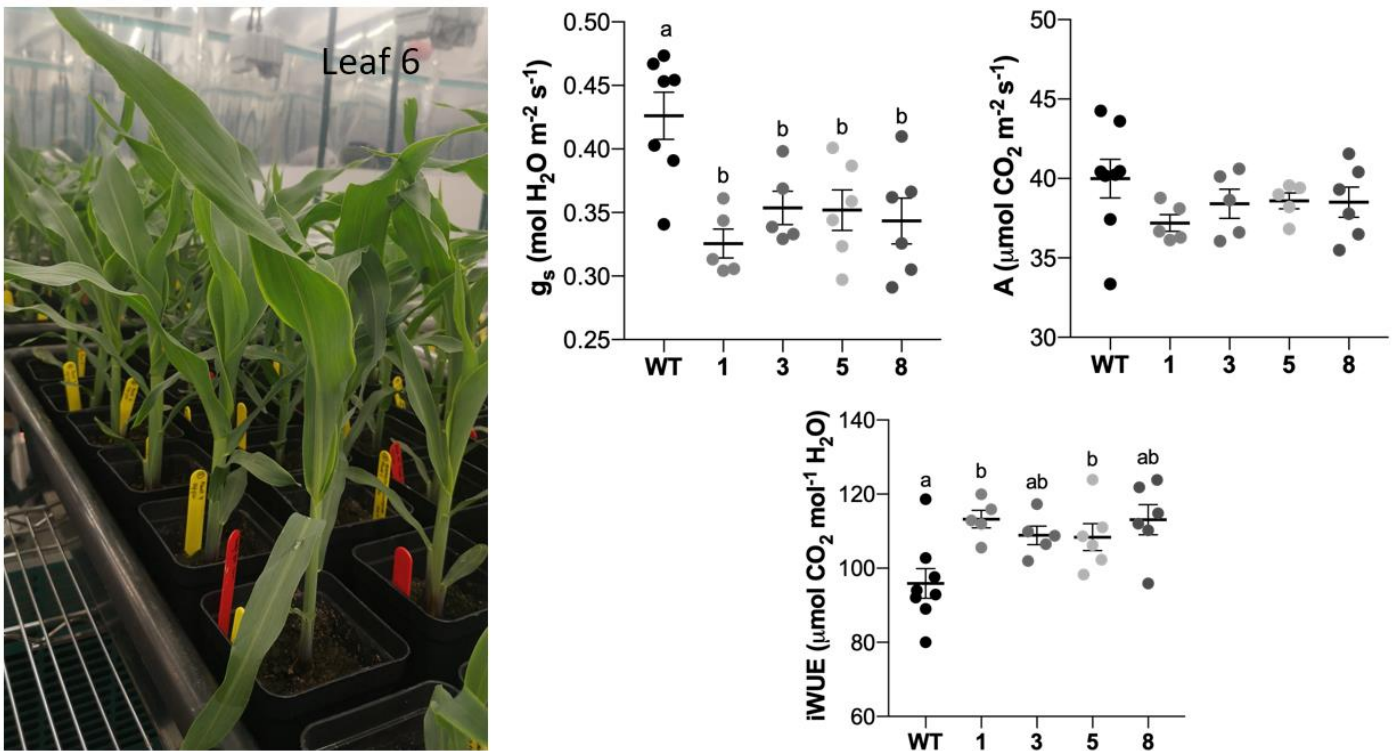 Leaf 6
gₛ (mol H₂O m⁻² s⁻¹)
0.50
0.45
0.40
0.35
0.30
0.25
a
b
b
b
b
WT 1 3 5 8
A (μmol CO₂ m⁻² s⁻¹)
50
45
40
35
30
WT 1 3 5 8
iWUE (μmol CO₂ mol⁻¹ H₂O)
140
120
100
80
60
a
b
ab
b
ab
WT 1 3 5 8